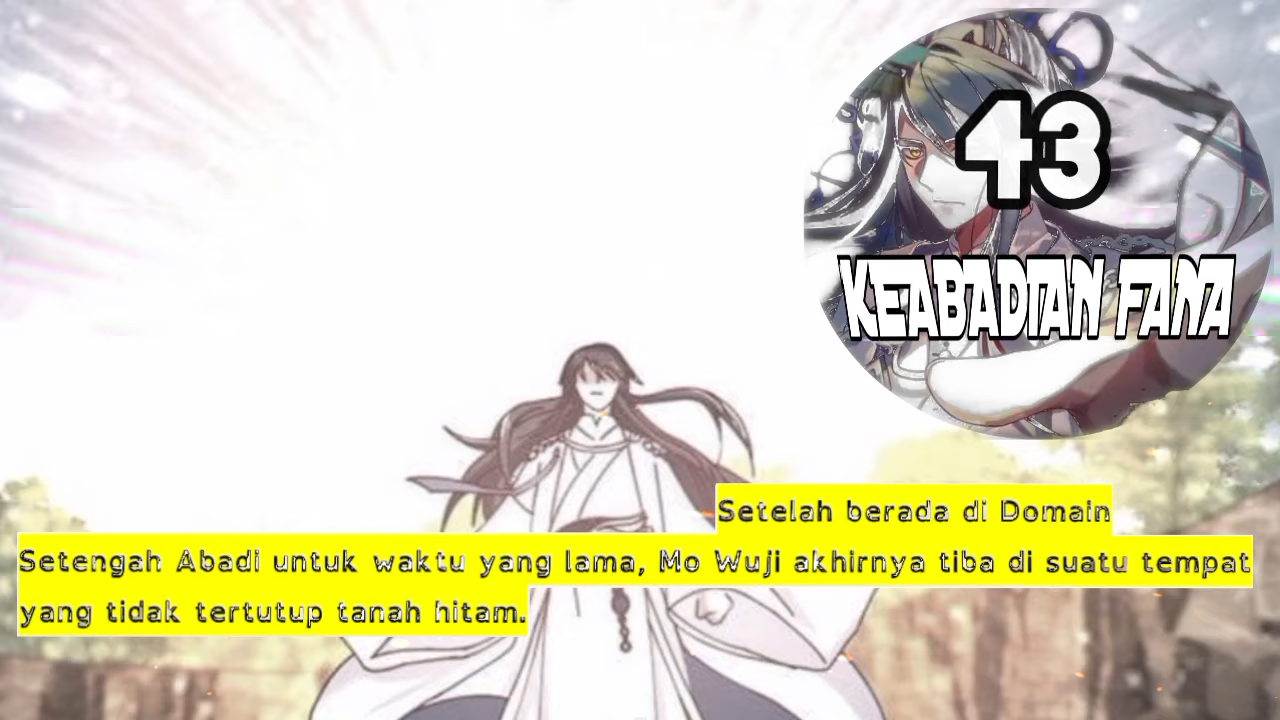 43
KEABADIAN FANA
Setelah berada di Domain
Setengah Abadi untuk waktu yang lama, Mo Wuji akhirnya tiba di suatu tempat
yang tidak tertutup tanah hitam.